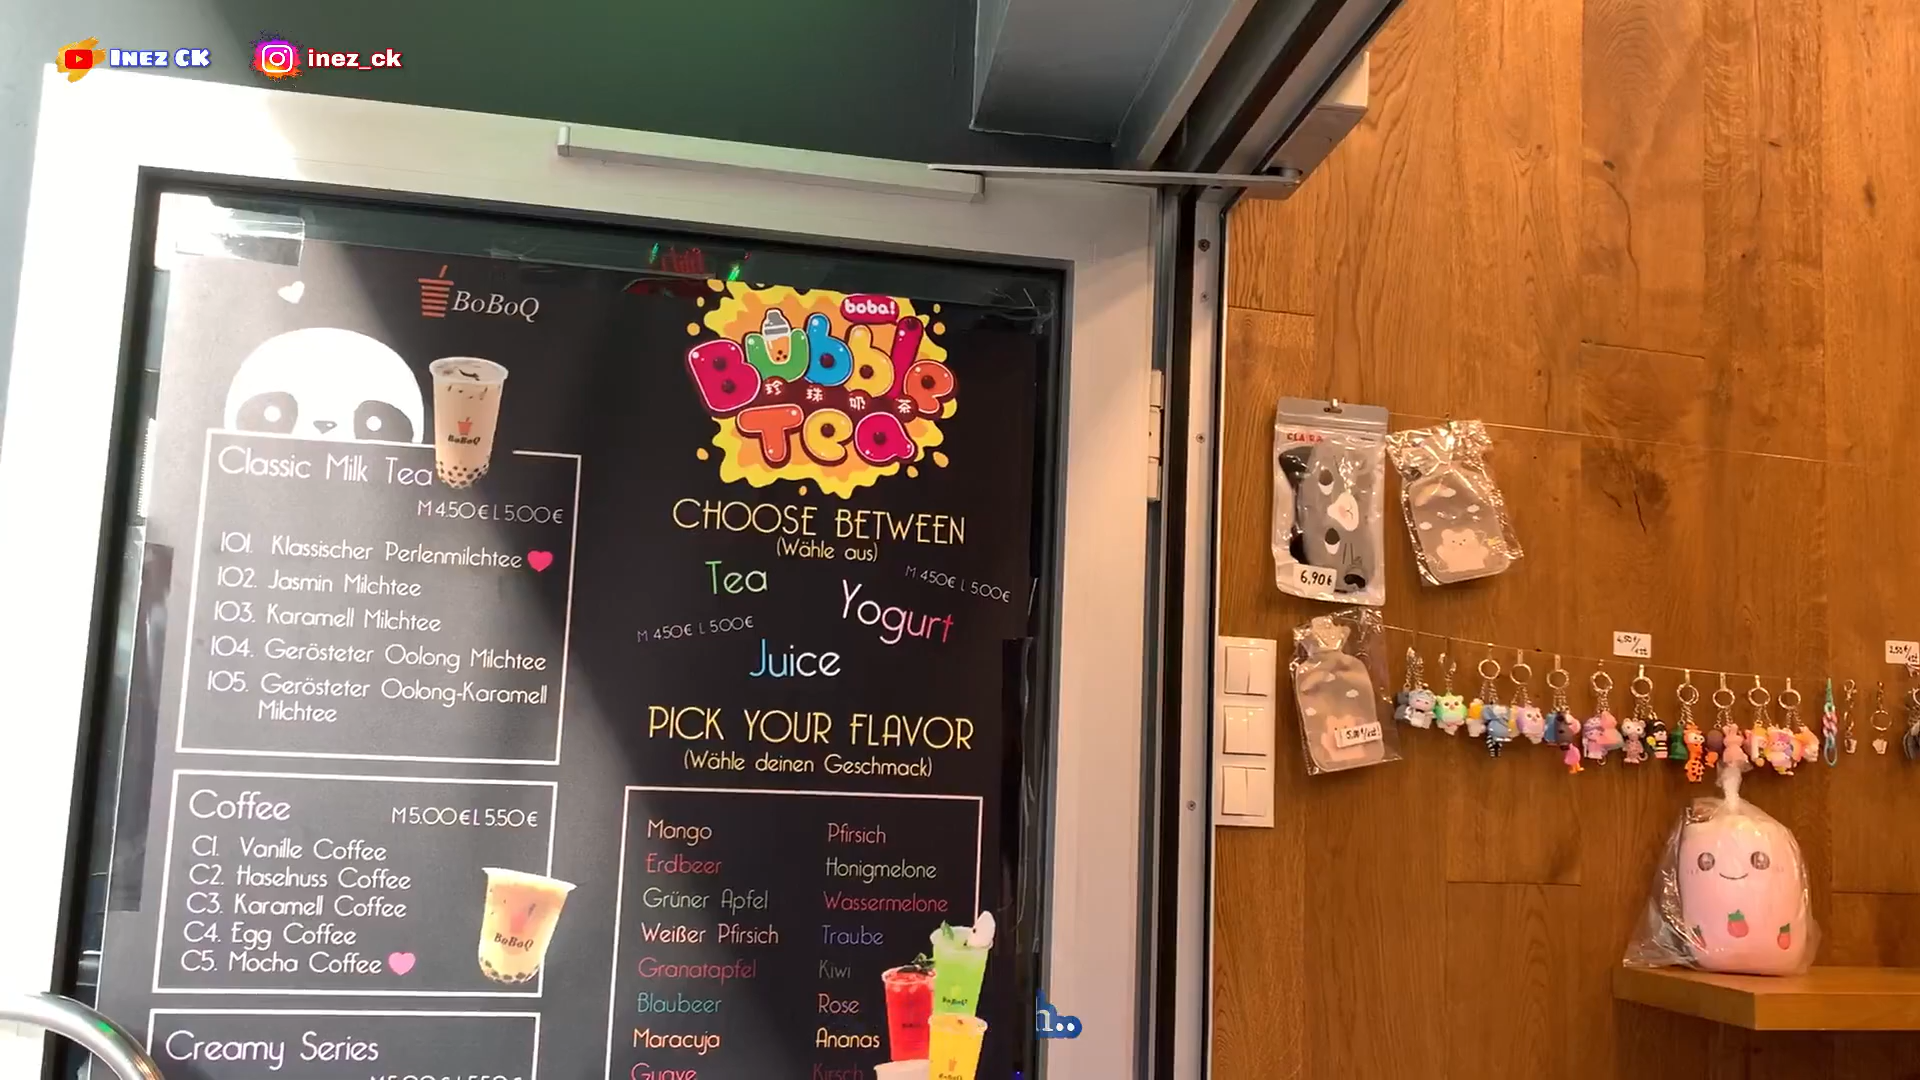 INEZ CK
inez_ck
BoBoQ
boba!
Bubble
珍珠奶茶
Tea
BoBoQ
Classic Milk Tea
M 4.50€ L 5.00€
101. Klassischer Perlenmilchtee
102. Jasmin Milchtee
103. Karamell Milchtee
104. Gerösteter Oolong Milchtee
105. Gerösteter Oolong-Karamell
Milchtee
Coffee
M 5.00€ L 5.50€
C1. Vanille Coffee
C2. Haselnuss Coffee
C3. Karamell Coffee
C4. Egg Coffee
C5. Mocha Coffee
BoBoQ
Creamy Series
CHOOSE BETWEEN
(Wähle aus)
Tea
M 4.50€ L 5.00€
Yogurt
M 4.50€ L 5.00€
Juice
PICK YOUR FLAVOR
(Wähle deinen Geschmack)
Mango
Pfirsich
Erdbeer
Honigmelone
Grüner Apfel
Wassermelone
Weißer Pfirsich
Traube
Granatapfel
Kiwi
Blaubeer
Rose
Maracuja
Ananas
Guave
Kirsch
BoBoQ
6,90€